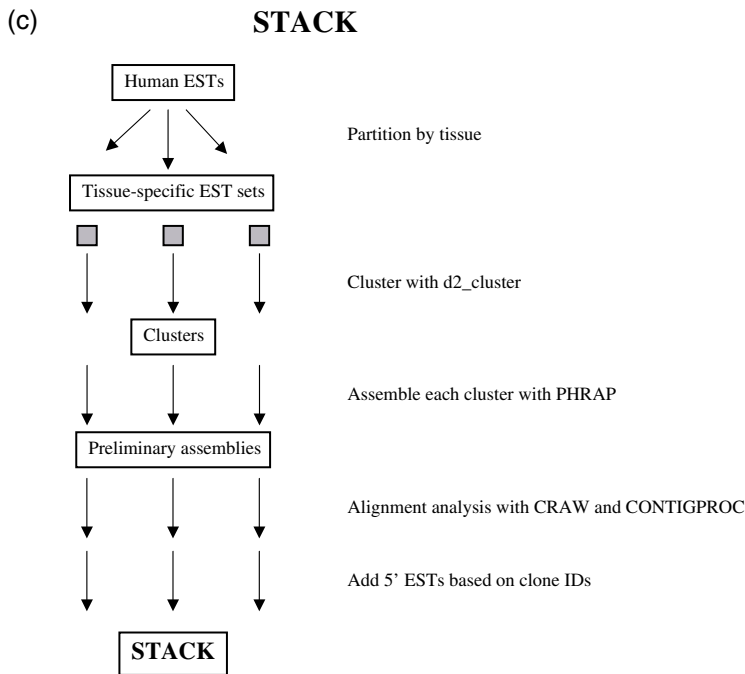 (c)
STACK
Human ESTs
Partition by tissue
Tissue-specific EST sets
Cluster with d2_cluster
Clusters
Assemble each cluster with PHRAP
Preliminary assemblies
Alignment analysis with CRAW and CONTIGPROC
Add 5’ ESTs based on clone IDs
STACK